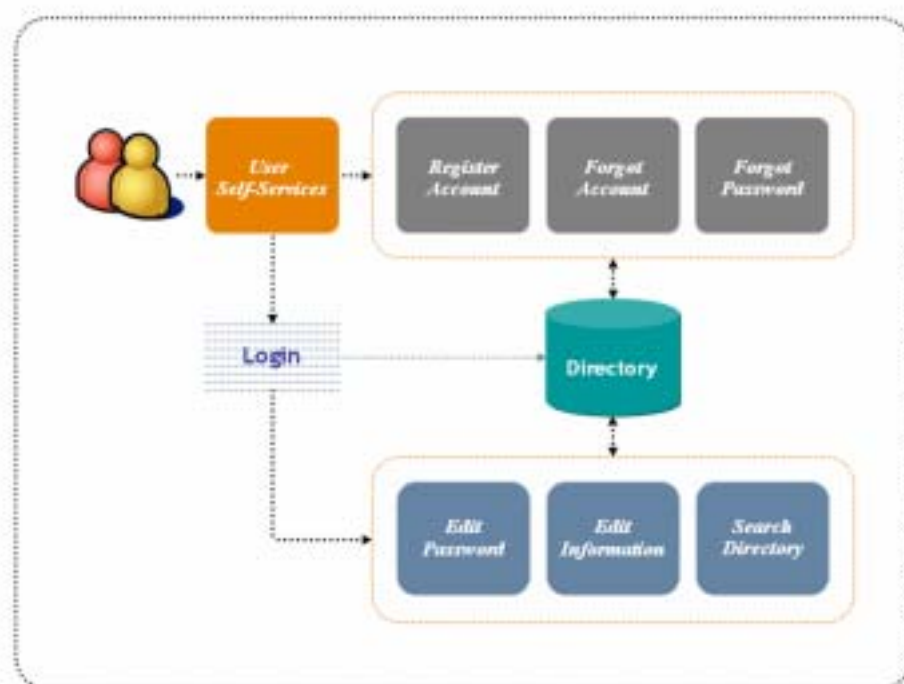 User
Self-Services
Register
Account
Forgot
Account
Forgot
Password
Login
Directory
Edit
Password
Edit
Information
Search
Directory